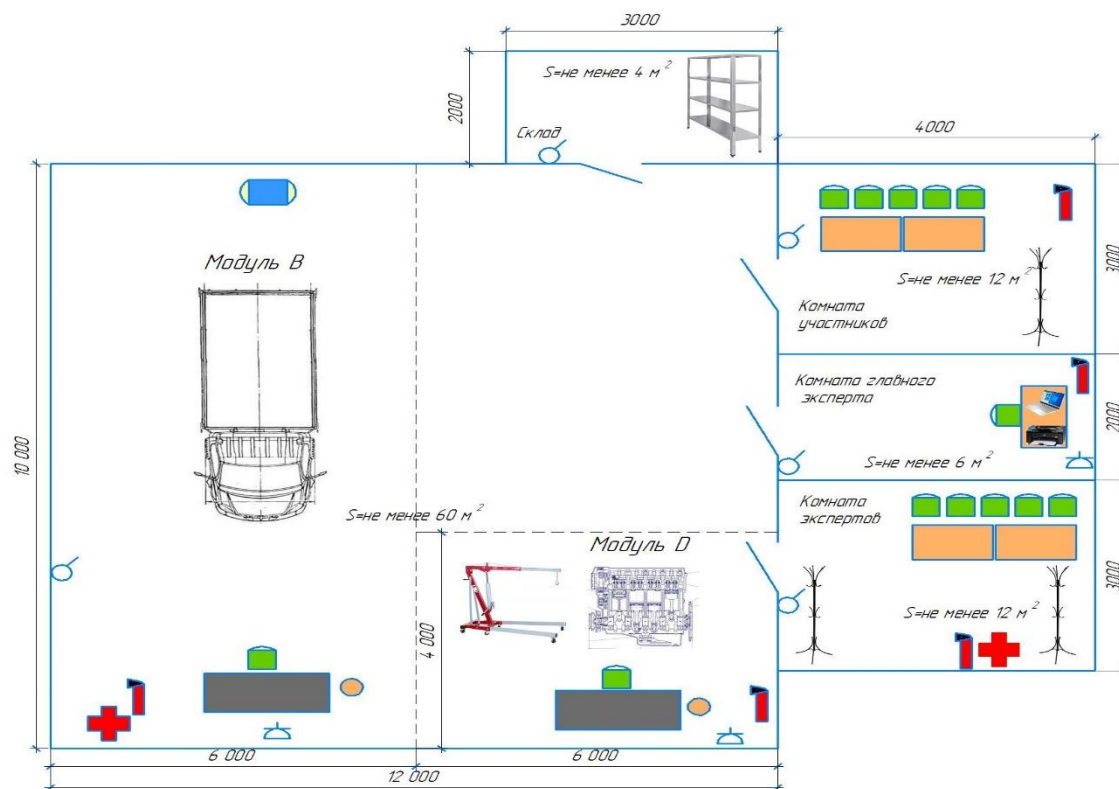 3000
S=не менее 4 м²
2000
Склад
4000
Модуль В
S=не менее 12 м²
3000
Комната
участников
Комната главного
эксперта
2000
10 000
S=не менее 6 м²
Комната
экспертов
S=не менее 60 м²
Модуль D
3000
S=не менее 12 м²
4 000
6 000
6 000
12 000